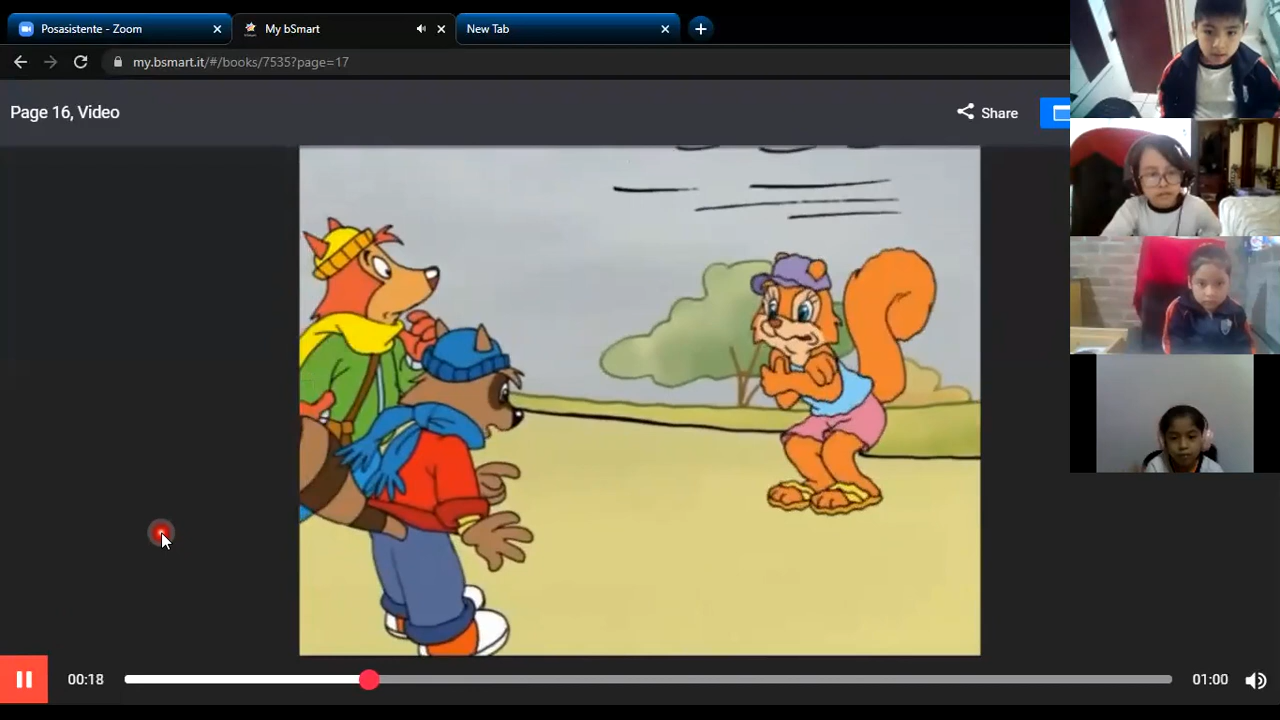 Posasistente - Zoom
My bSmart
New Tab
my.bsmart.it/#/books/7535?page=17
Page 16, Video
Share
00:18
01:00